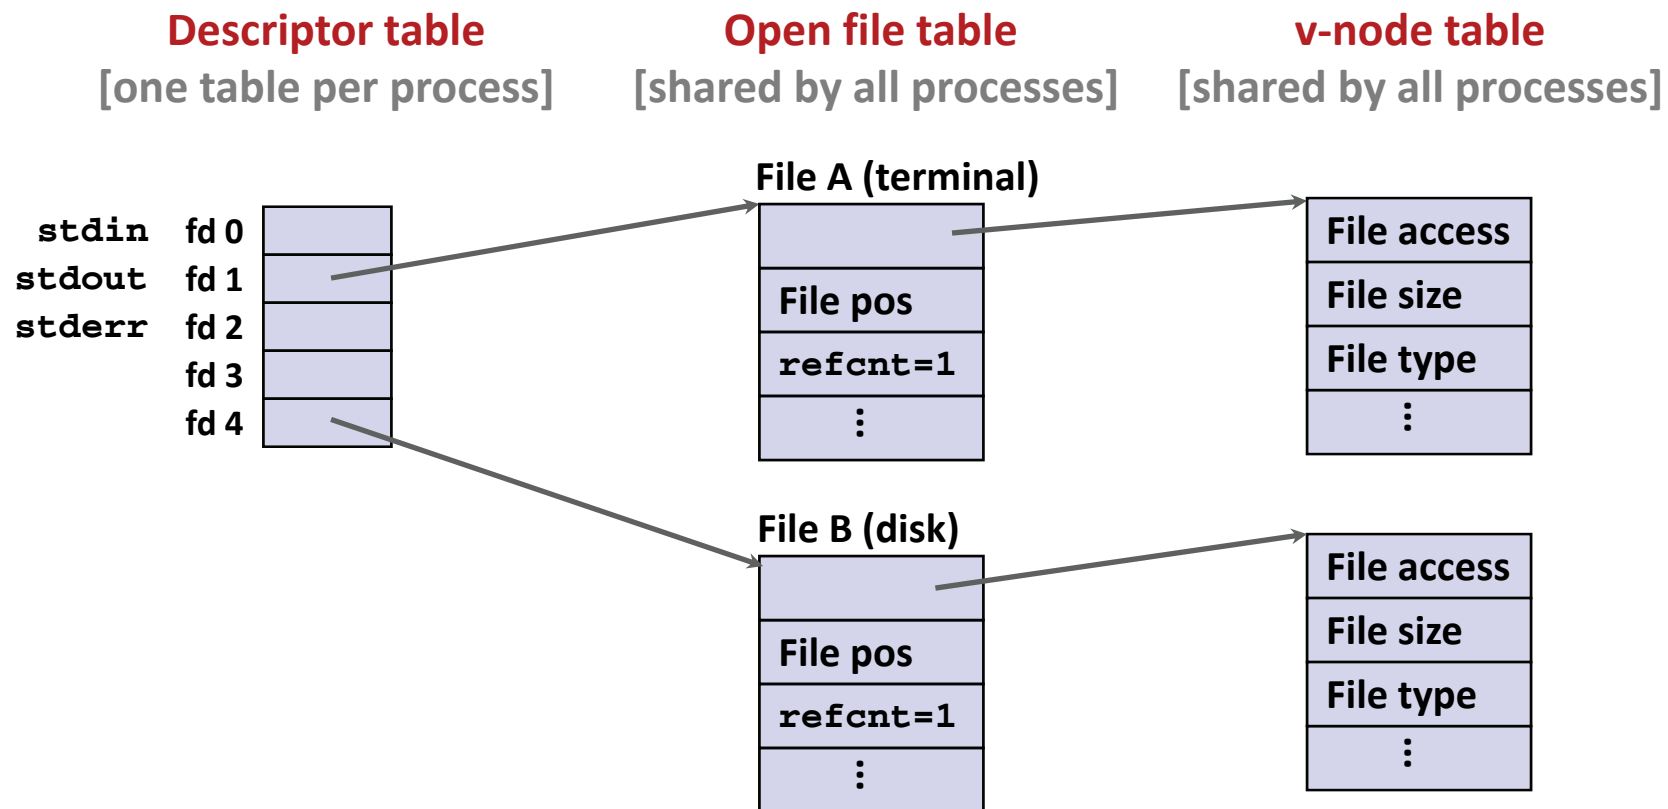 Descriptor table
[one table per process]
Open file table
[shared by all processes]
v-node table
[shared by all processes]
stdin fd 0
stdout fd 1
stderr fd 2
fd 3
fd 4
File A (terminal)
File pos
refcnt=1
⋮
File access
File size
File type
⋮
File B (disk)
File pos
refcnt=1
⋮
File access
File size
File type
⋮